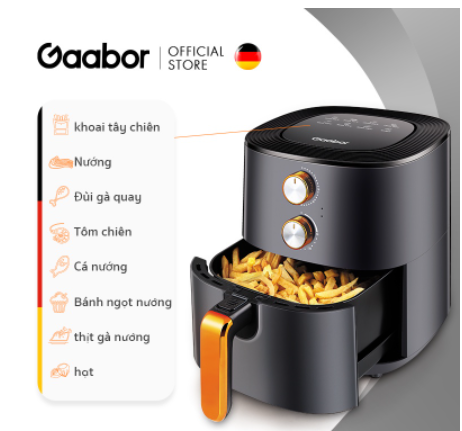 Gaabor
OFFICIAL
STORE
khoai tây chiên
Nướng
Đùi gà quay
Tôm chiên
Cá nướng
Bánh ngọt nướng
thịt gà nướng
họt
Gaabor